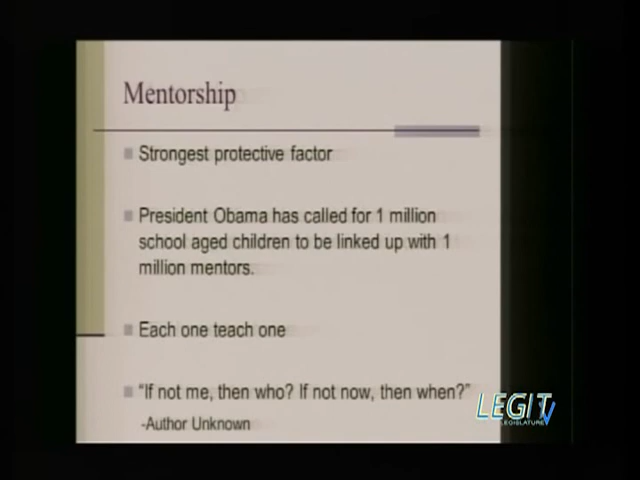 Mentorship
Strongest protective factor
President Obama has called for 1 million
school aged children to be linked up with 1
million mentors.
Each one teach one
“If not me, then who? If not now, then when?”
-Author Unknown
LEGIT
TV
LEGISLATURE